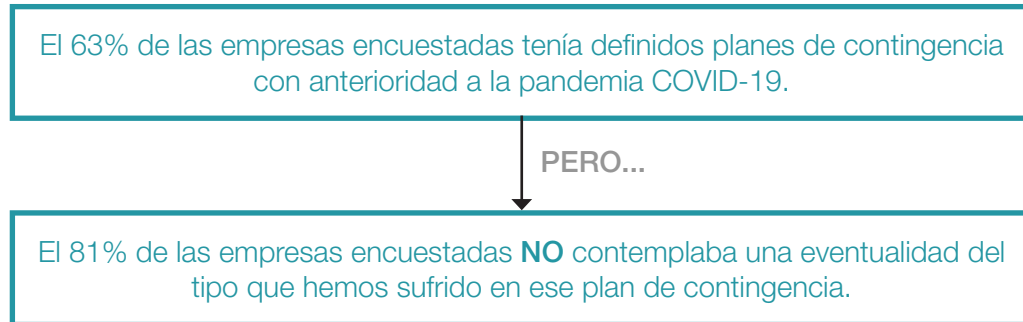 El 63% de las empresas encuestadas tenía definidos planes de contingencia
con anterioridad a la pandemia COVID-19.
PERO...
El 81% de las empresas encuestadas NO contemplaba una eventualidad del
tipo que hemos sufrido en ese plan de contingencia.